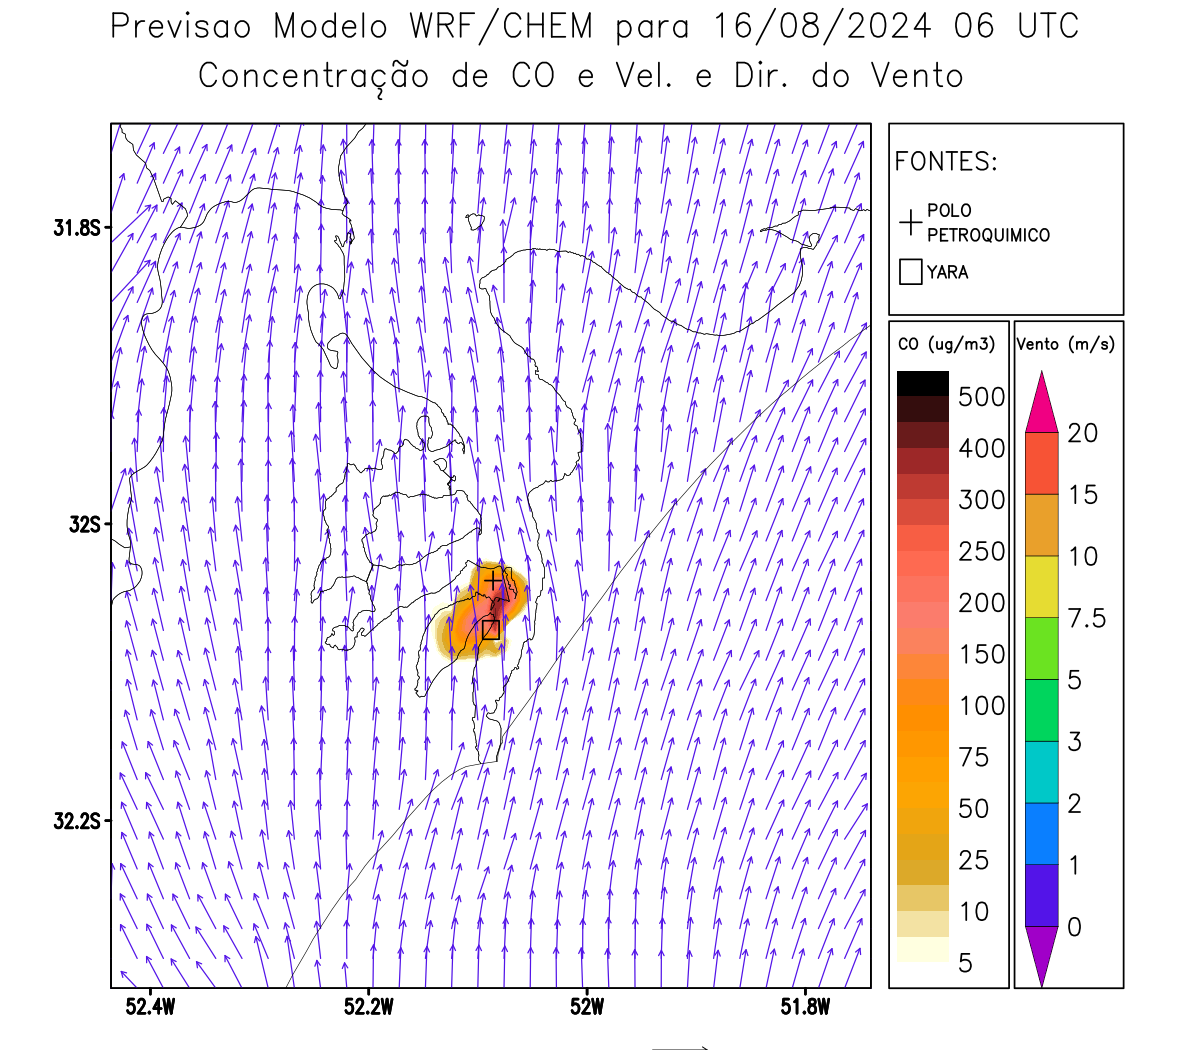 Previsao Modelo WRF/CHEM para 16/08/2024 06 UTC
Concentração de CO e Vel. e Dir. do Vento
FONTES:
POLO
PETROQUIMICO
YARA
CO (ug/m3)
500
400
300
250
200
150
100
75
50
25
10
5
Vento (m/s)
20
15
10
7.5
5
3
2
1
0
31.8S
32S
32.2S
52.4W
52.2W
52W
51.8W